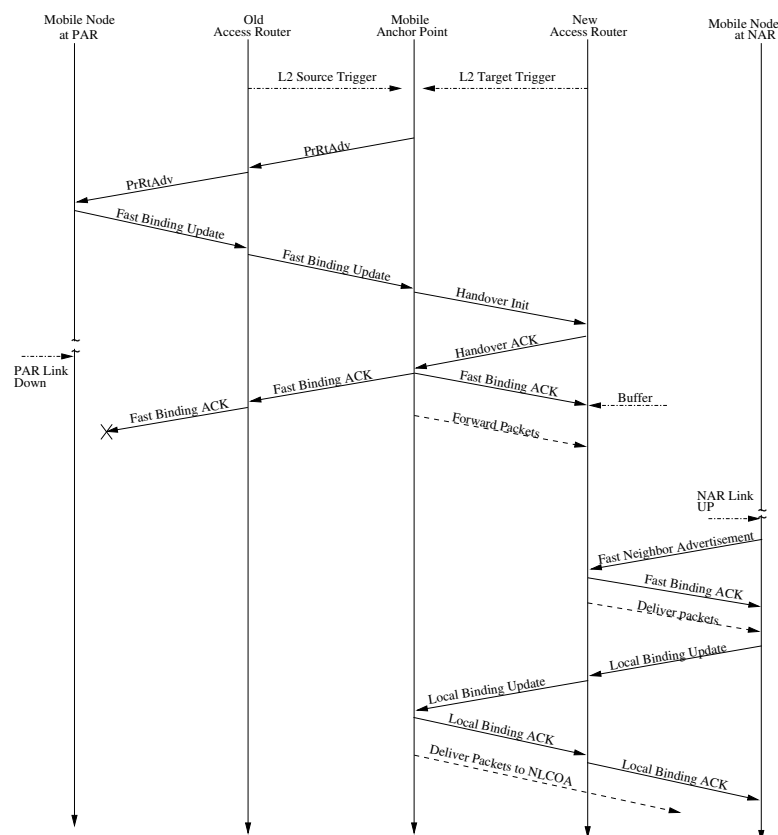 Mobile Node
at PAR
Old
Access Router
Mobile
Anchor Point
New
Access Router
Mobile Node
at NAR
L2 Source Trigger
L2 Target Trigger
PrRtAdv
PrRtAdv
Fast Binding Update
Fast Binding Update
Handover Init
Handover ACK
PAR Link
Down
Fast Binding ACK
Fast Binding ACK
Buffer
Fast Binding ACK
Forward Packets
NAR Link
UP
Fast Neighbor Advertisement
Fast Binding ACK
Deliver packets
Local Binding Update
Local Binding Update
Local Binding ACK
Deliver Packets to NLCOA
Local Binding ACK